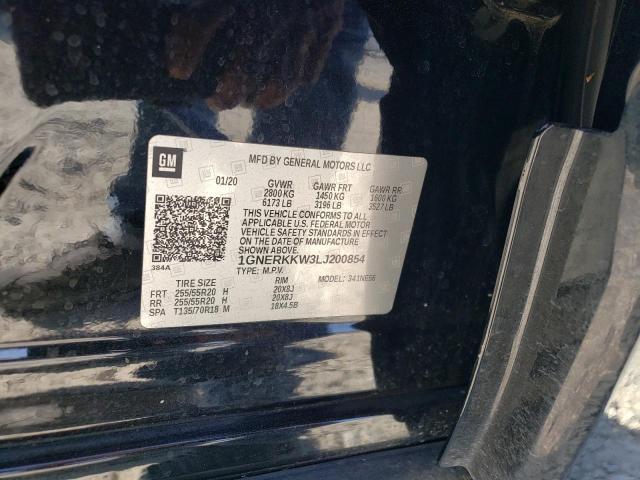 GM
MFD BY GENERAL MOTORS LLC
01/20 GVWR GAWR FRT GAWR RR
2800 KG 1450 KG 1600 KG
6173 LB 3196 LB 3527 LB
THIS VEHICLE CONFORMS TO ALL
APPLICABLE U.S. FEDERAL MOTOR
VEHICLE SAFETY STANDARDS IN EFFECT
ON THE DATE OF MANUFACTURE
SHOWN ABOVE.
1GNERKKW3LJ200854
TYPE: M.P.V. MODEL: 341NE56
384A
TIRE SIZE RIM
FRT 255/55R20 H 20X8J
RR 255/55R20 H 20X8J
SPA T135/70R18 M 18X4.5B